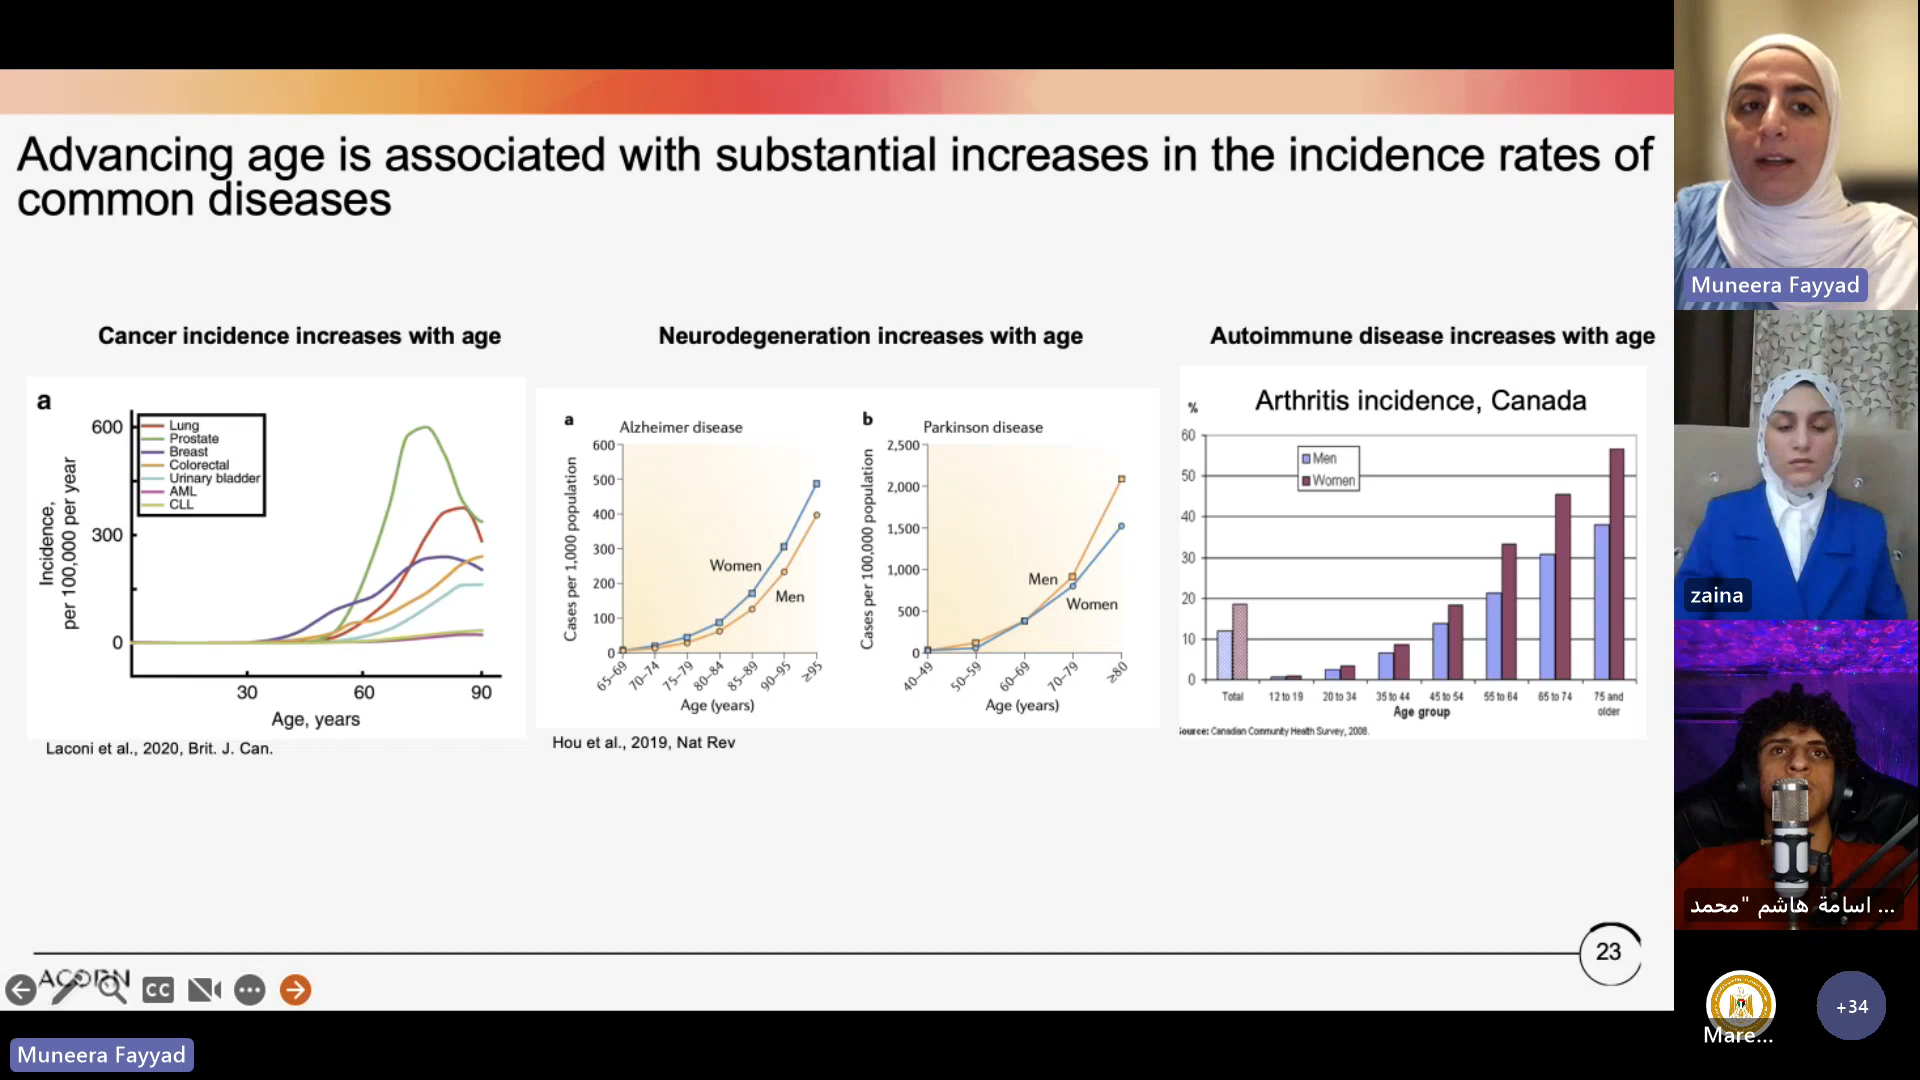 Advancing age is associated with substantial increases in the incidence rates of
common diseases
Cancer incidence increases with age
a
600
300
0
Incidence,
per 100,000 per year
Lung
Prostate
Breast
Colorectal
Urinary bladder
AML
CLL
30
60
90
Age, years
Laconi et al., 2020, Brit. J. Can.
Neurodegeneration increases with age
a
Alzheimer disease
Cases per 1,000 population
600
500
400
300
200
100
0
Women
Men
65–69
70–74
75–79
80–84
85–89
90–95
≥95
Age (years)
b
Parkinson disease
Cases per 100,000 population
2,500
2,000
1,500
1,000
500
0
Men
Women
40–49
50–59
60–69
70–79
≥80
Age (years)
Hou et al., 2019, Nat Rev
Autoimmune disease increases with age
Arthritis incidence, Canada
%
60
50
40
30
20
10
0
Men
Women
Total
12 to 19
20 to 34
35 to 44
45 to 54
55 to 64
65 to 74
75 and
older
Age group
Source: Canadian Community Health Survey, 2008.
23
ACORN
CC
Muneera Fayyad
Muneera Fayyad
zaina
اسامة هاشم "محمد ...
Mare...
+34